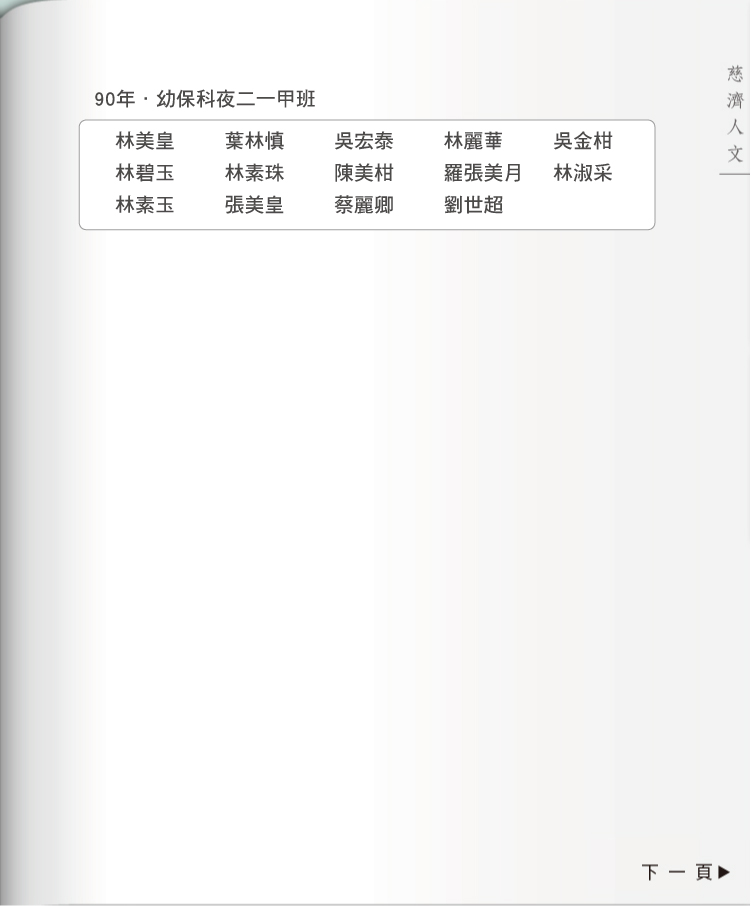 90年·幼保科夜二一甲班
林美皇 葉林慎 吳宏泰 林麗華 吳金柑
林碧玉 林素珠 陳美柑 羅張美月 林淑采
林素玉 張美皇 蔡麗卿 劉世超
慈濟人文
下一頁▶